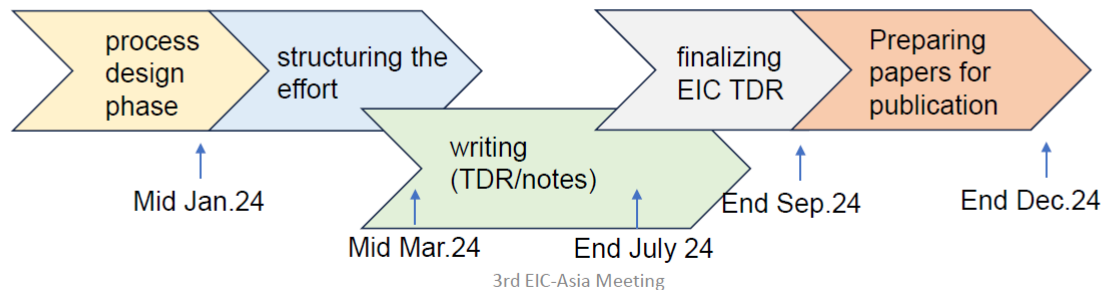 process
design
phase
structuring the
effort
writing
(TDR/notes)
finalizing
EIC TDR
Preparing
papers for
publication
Mid Jan.24
Mid Mar.24
End July 24
End Sep.24
End Dec.24
3rd EIC-Asia Meeting